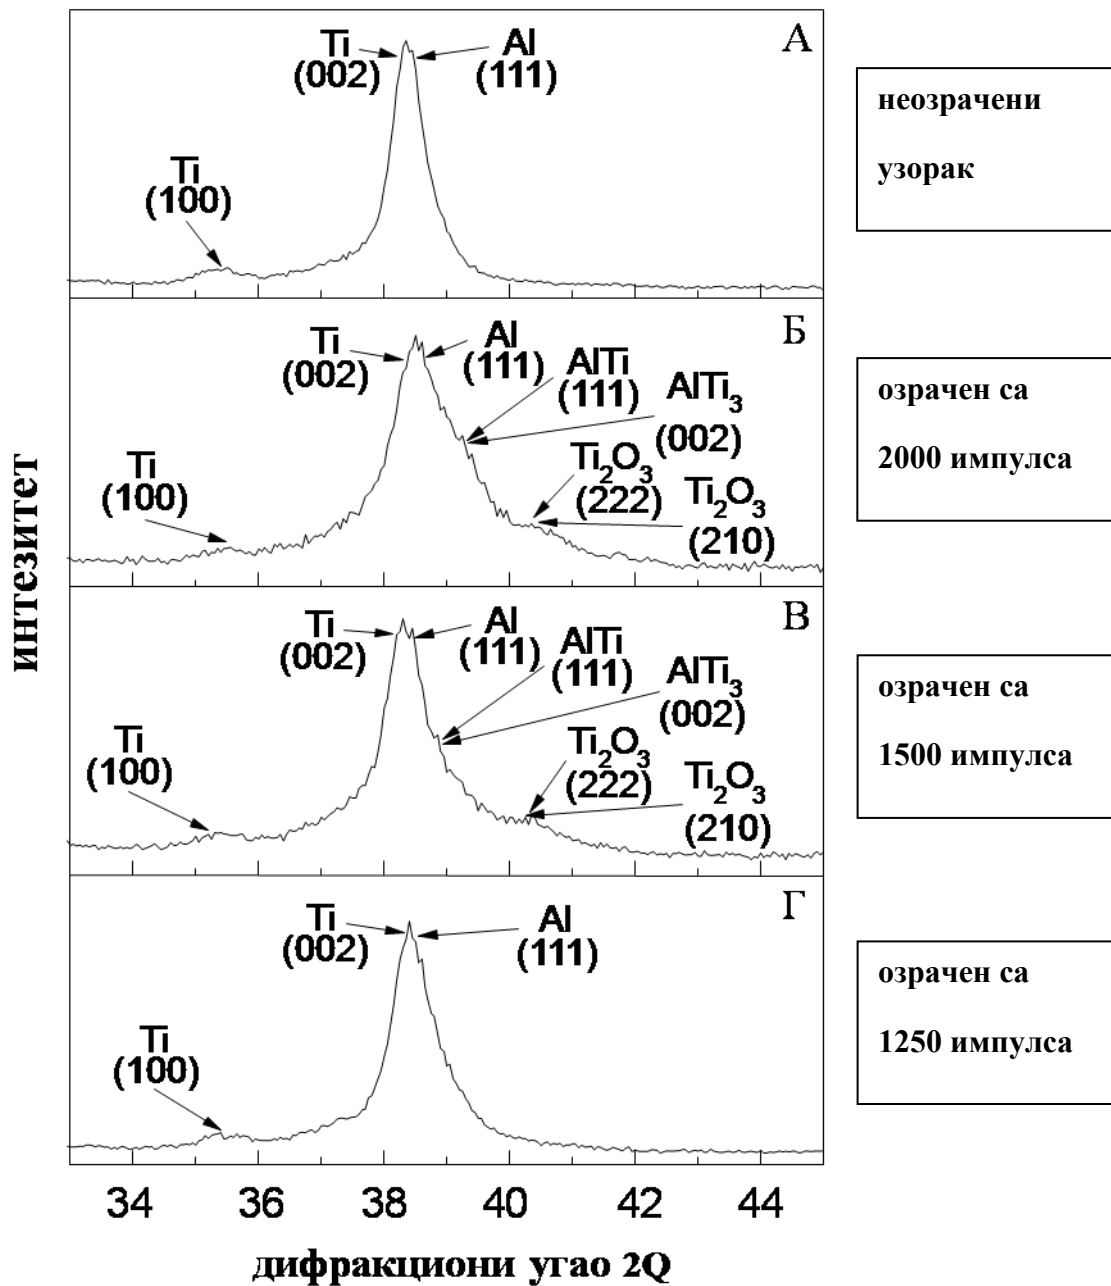 интезитет
Ti
(002)
Al
(111)
Ti
(100)
А
неозрачени
узорак
Ti
(002)
Al
(111)
AlTi
(111)
AlTi3
(002)
Ti2O3
(222)
Ti2O3
(210)
Ti
(100)
Б
озрачен са
2000 импулса
Ti
(002)
Al
(111)
AlTi
(111)
AlTi3
(002)
Ti2O3
(222)
Ti2O3
(210)
Ti
(100)
В
озрачен са
1500 импулса
Ti
(002)
Al
(111)
Ti
(100)
Г
озрачен са
1250 импулса
34 36 38 40 42 44
дифракциони угао 2Q